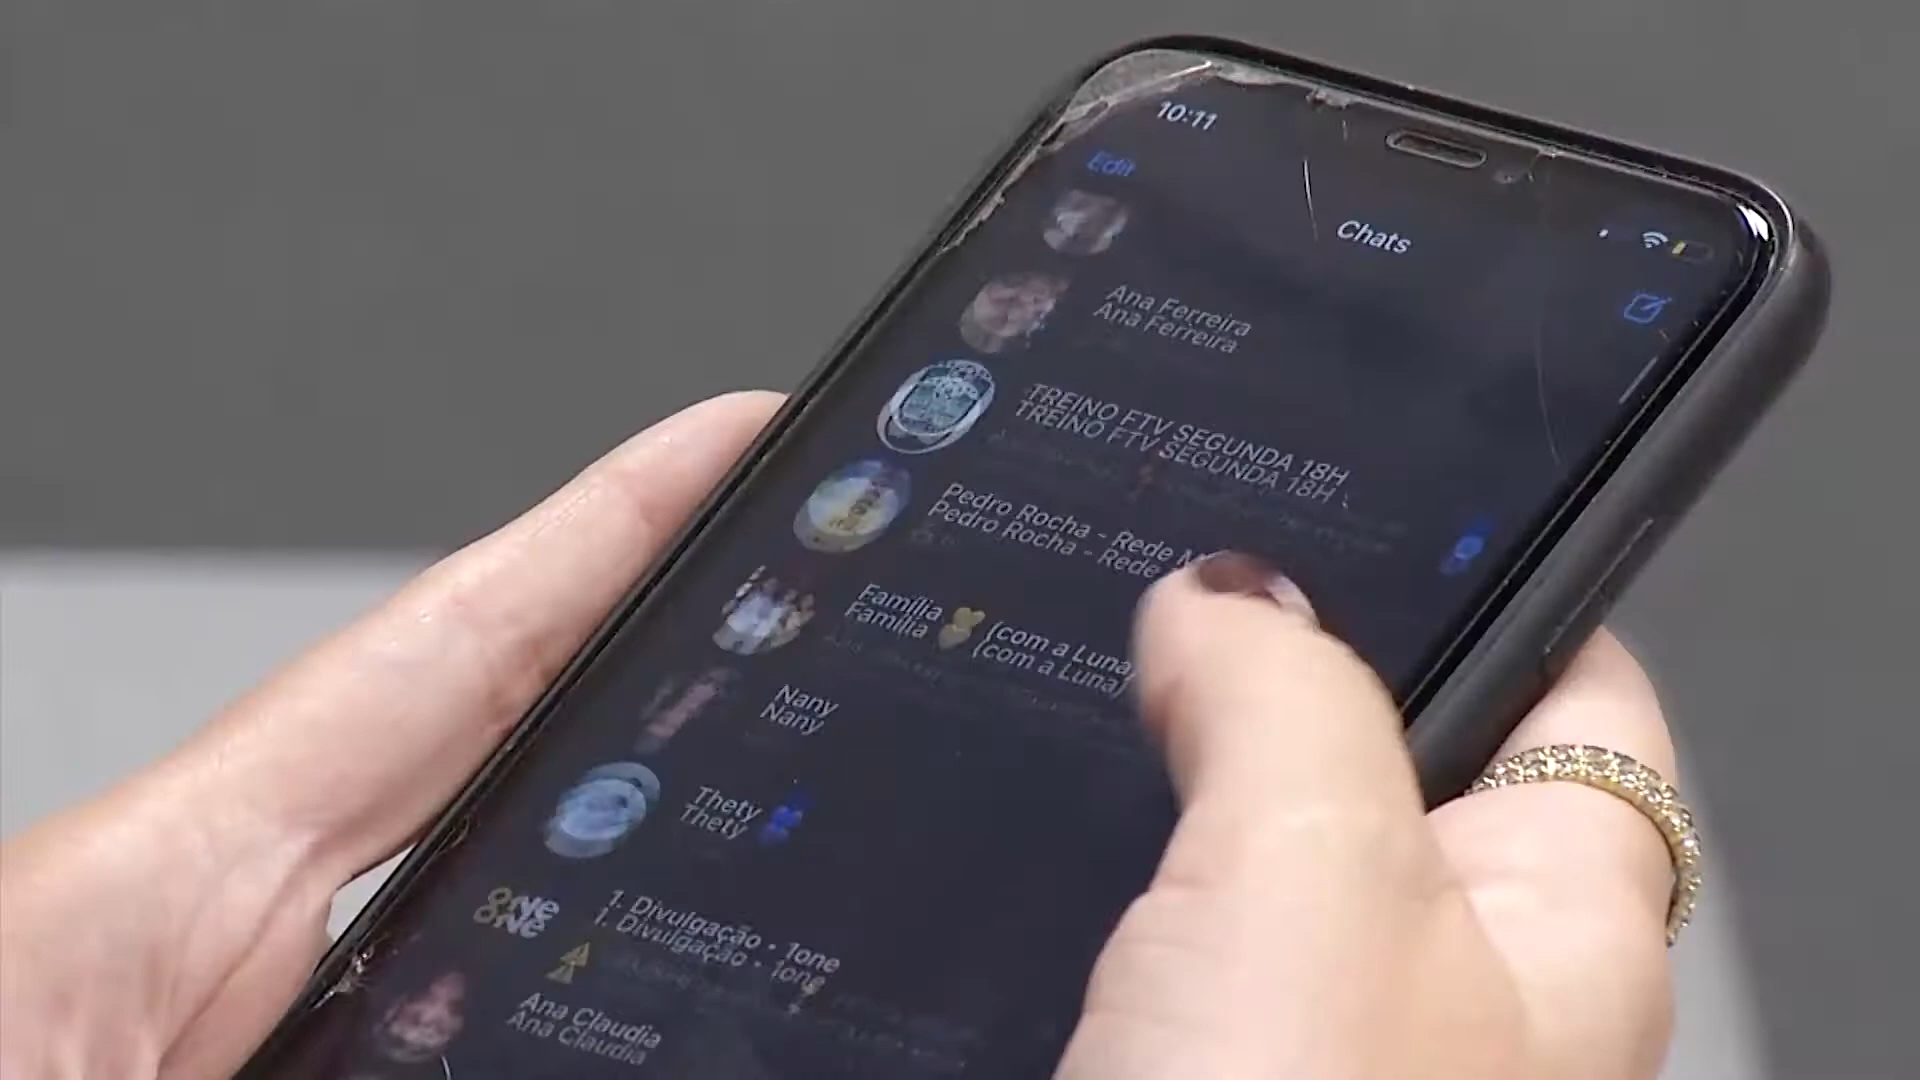 10:11
Edit
Chats
Ana Ferreira
TREINO FTV SEGUNDA 18H
Pedro Rocha - Rede
Família 💛 (com a Luna)
Nany
Thety
ONE
1. Divulgação • 1one
Ana Claudia